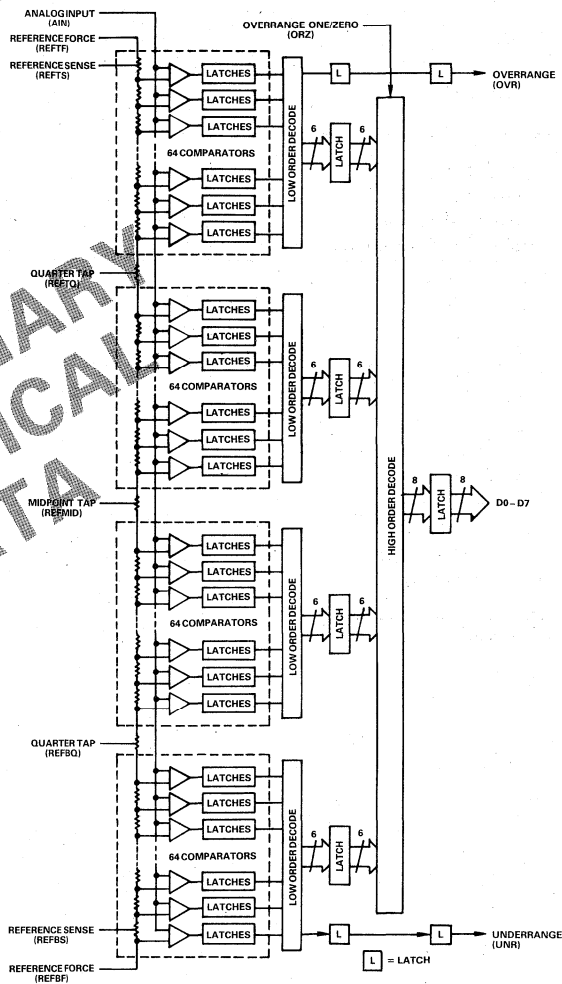 ANALOG INPUT
(AIN)
OVERRANGE ONE/ZERO
(ORZ)
REFERENCE FORCE
(REFTF)
REFERENCE SENSE
(REFTS)
LATCHES
LATCHES
LATCHES
64 COMPARATORS
LATCHES
LATCHES
LATCHES
LOW ORDER DECODE
L
L
OVERRANGE
(OVR)
6
LATCH
6
QUARTER TAP
(REFTQ)
LATCHES
LATCHES
LATCHES
64 COMPARATORS
LATCHES
LATCHES
LATCHES
LOW ORDER DECODE
6
LATCH
6
MIDPOINT TAP
(REFMID)
HIGH ORDER DECODE
8
LATCH
8
D0 – D7
LATCHES
LATCHES
LATCHES
64 COMPARATORS
LATCHES
LATCHES
LATCHES
LOW ORDER DECODE
6
LATCH
6
QUARTER TAP
(REFBQ)
LATCHES
LATCHES
LATCHES
64 COMPARATORS
LATCHES
LATCHES
LATCHES
LOW ORDER DECODE
6
LATCH
6
REFERENCE SENSE
(REFBS)
REFERENCE FORCE
(REFBF)
L
L
UNDERRANGE
(UNR)
L = LATCH